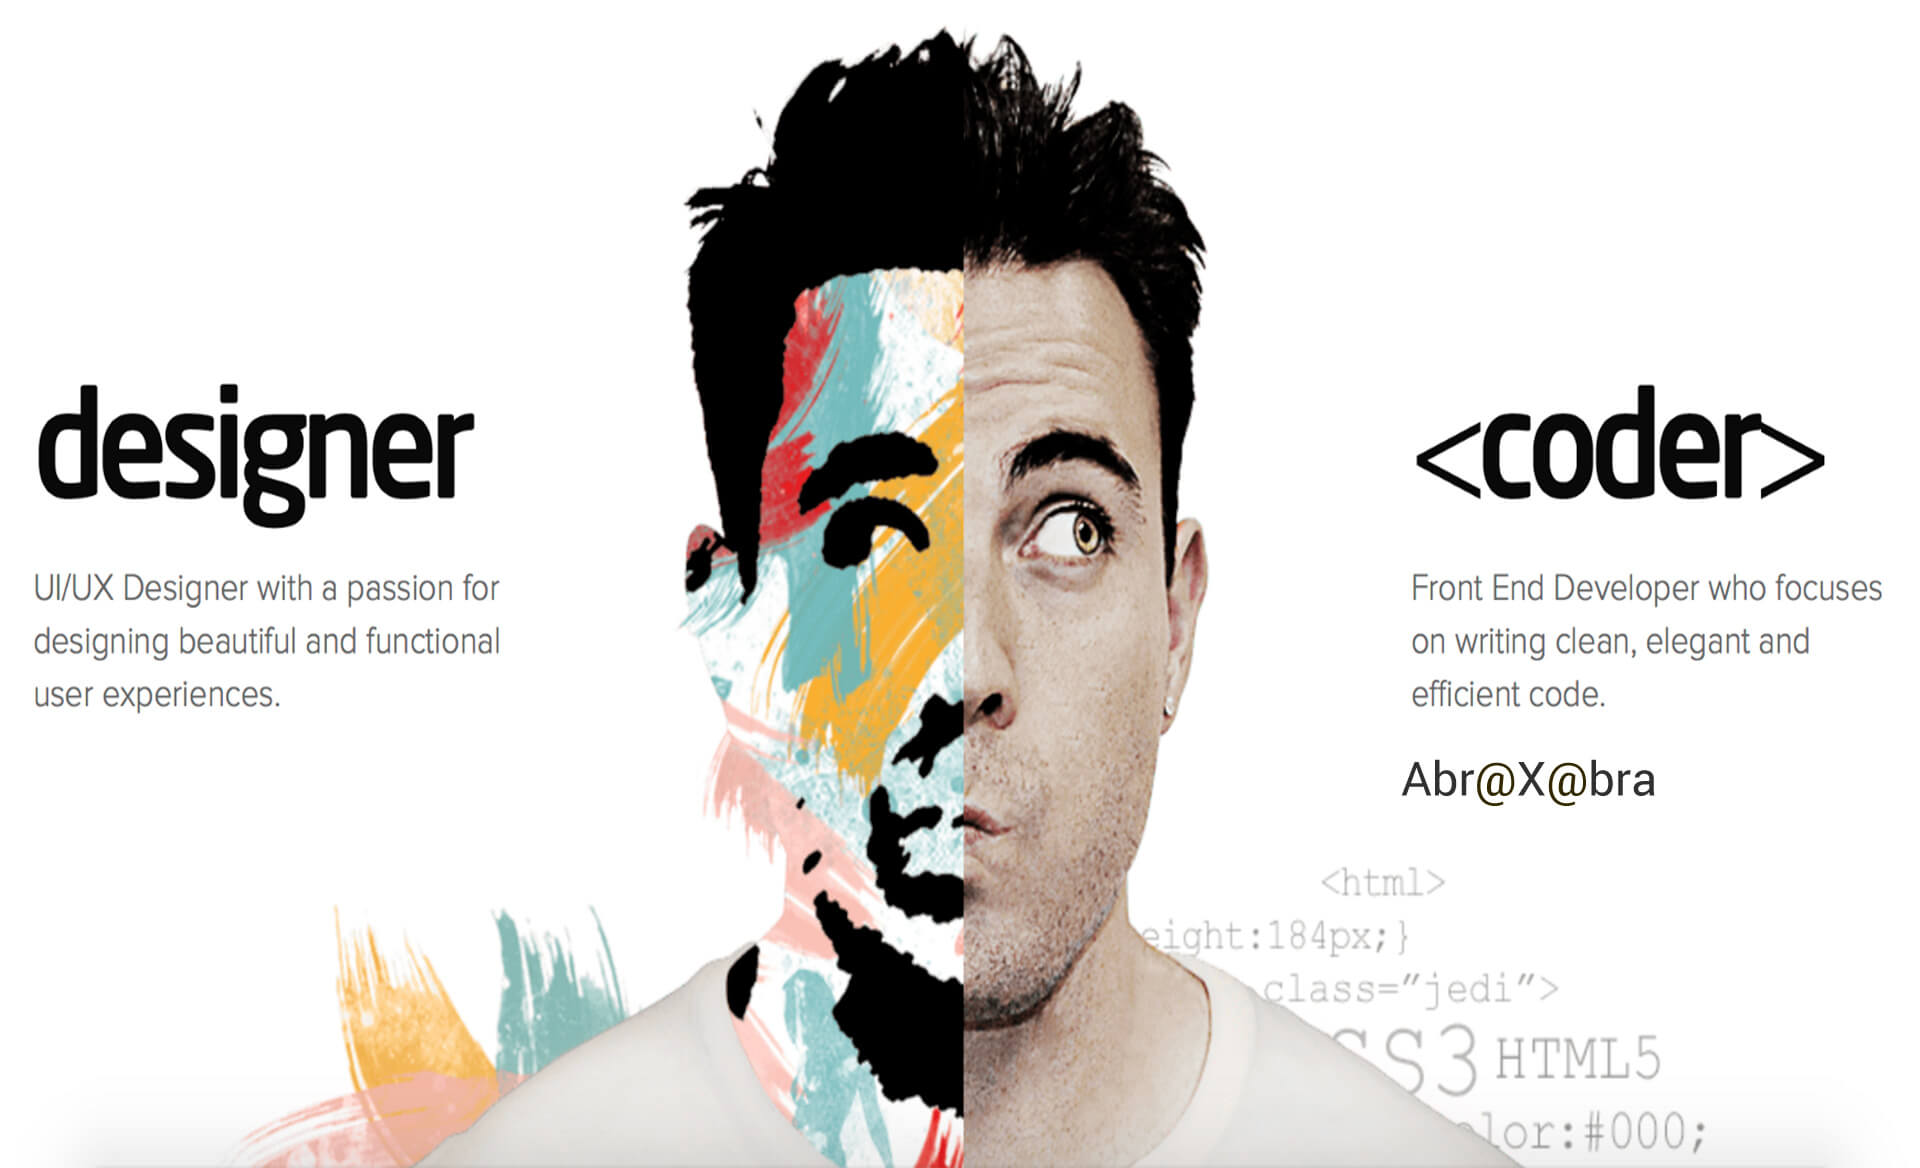 designer
UI/UX Designer with a passion for
designing beautiful and functional
user experiences.
<coder>
Front End Developer who focuses
on writing clean, elegant and
efficient code.
Abr@X@bra
<html>
eight:184px;}
class=”jedi”>
SS3 HTML5
lor:#000;